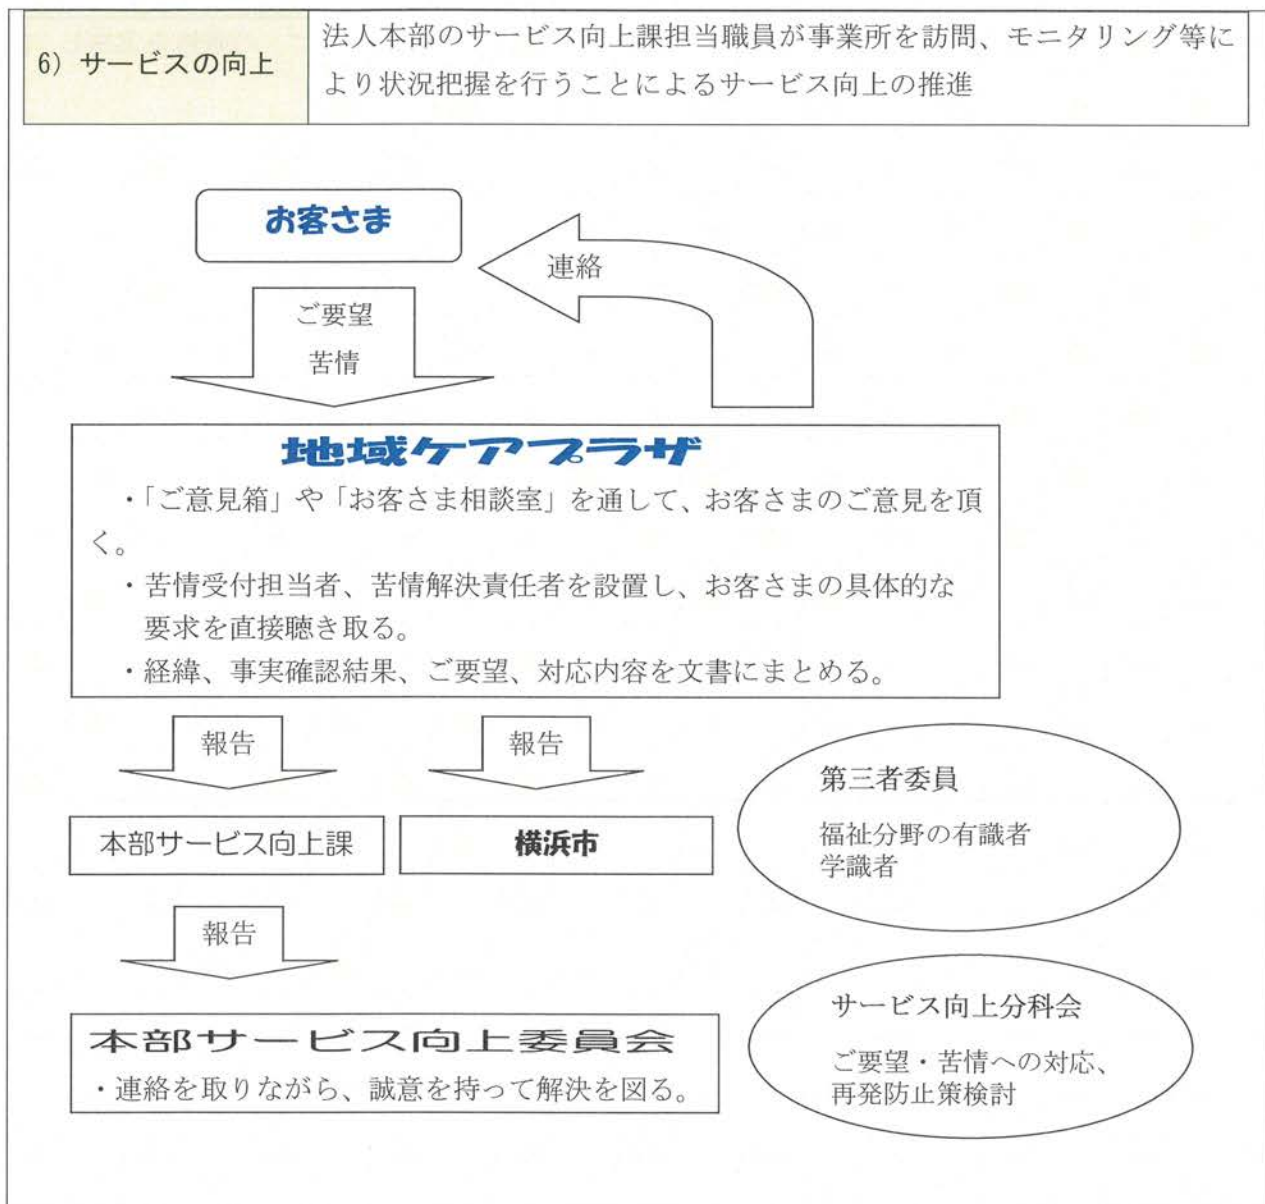 6）サービスの向上
法人本部のサービス向上課担当職員が事業所を訪問、モニタリング等に
より状況把握を行うことによるサービス向上の推進
お客さま
連絡
ご要望
苦情
地域ケアプラザ
・「ご意見箱」や「お客さま相談室」を通して、お客さまのご意見を頂
く。
・苦情受付担当者、苦情解決責任者を設置し、お客さまの具体的な
要求を直接聴き取る。
・経緯、事実確認結果、ご要望、対応内容を文書にまとめる。
報告
報告
本部サービス向上課
横浜市
第三者委員
福祉分野の有識者
学識者
報告
本部サービス向上委員会
・連絡を取りながら、誠意を持って解決を図る。
サービス向上分科会
ご要望・苦情への対応、
再発防止策検討